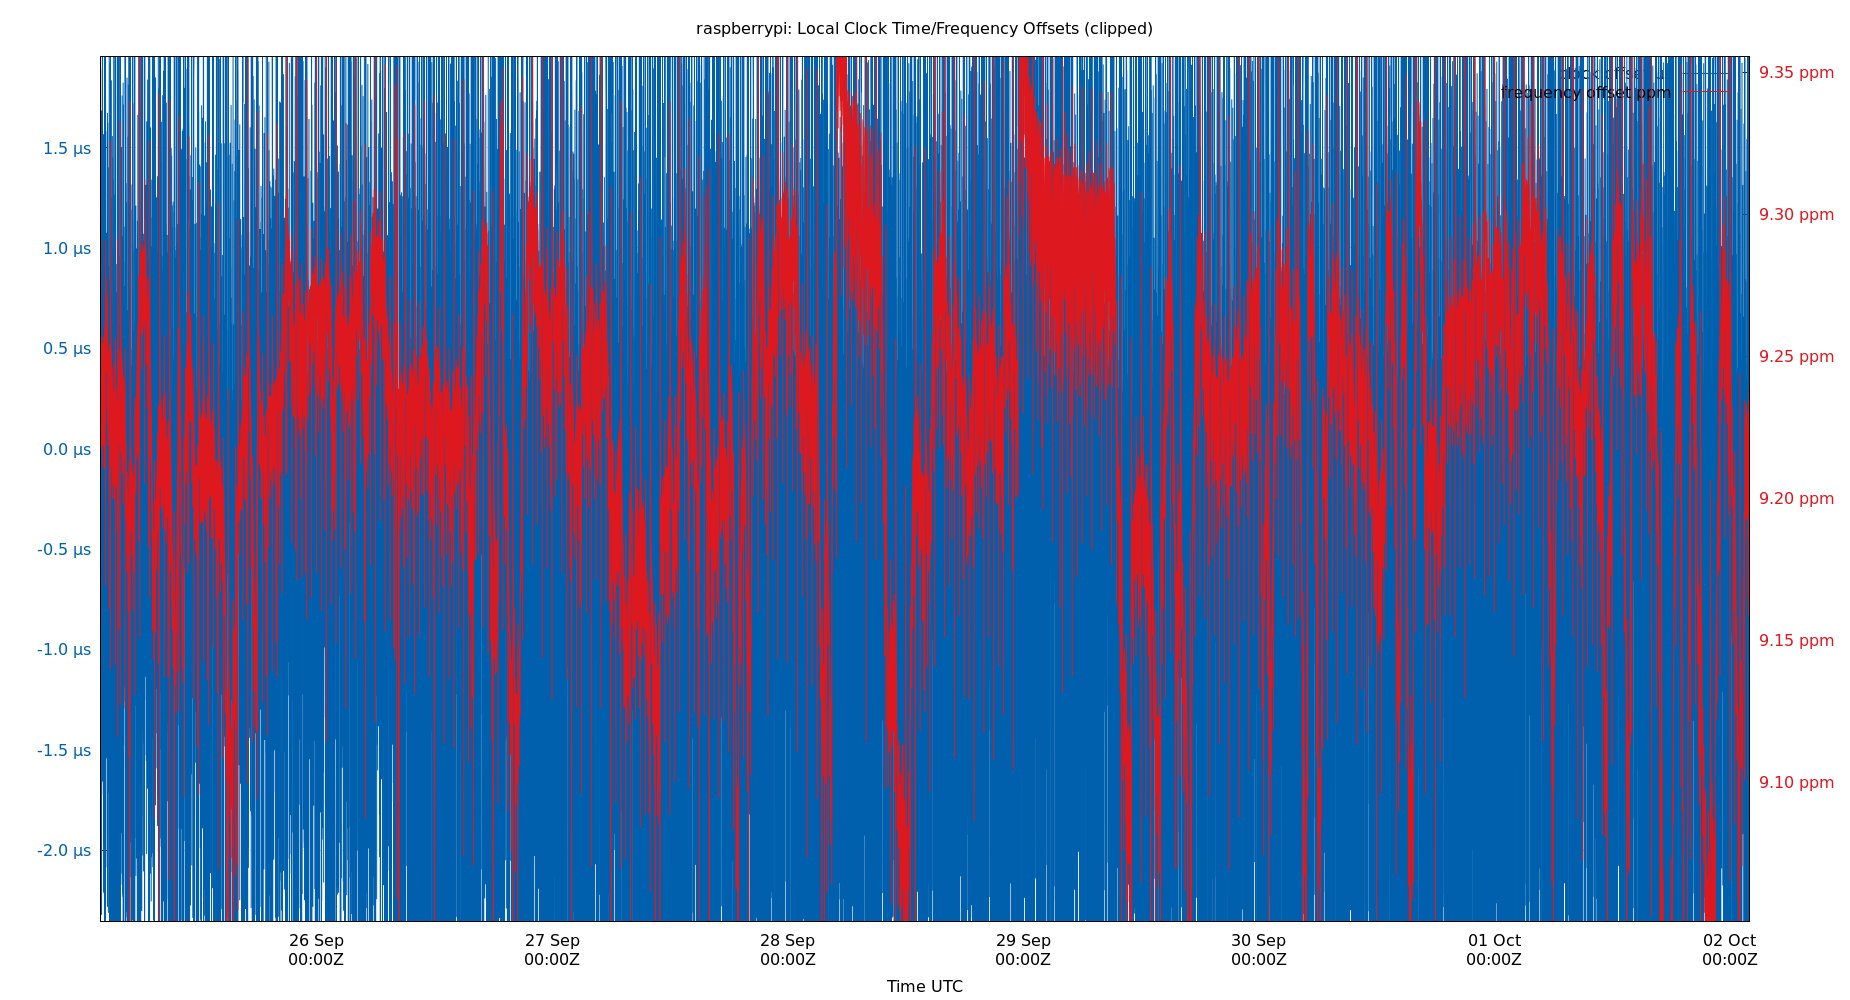 raspberrypi: Local Clock Time/Frequency Offsets (clipped)
clock offset
frequency offset ppm
1.5 µs
1.0 µs
0.5 µs
0.0 µs
-0.5 µs
-1.0 µs
-1.5 µs
-2.0 µs
9.35 ppm
9.30 ppm
9.25 ppm
9.20 ppm
9.15 ppm
9.10 ppm
26 Sep 27 Sep 28 Sep 29 Sep 30 Sep 01 Oct 02 Oct
00:00Z 00:00Z 00:00Z 00:00Z 00:00Z 00:00Z 00:00Z
Time UTC